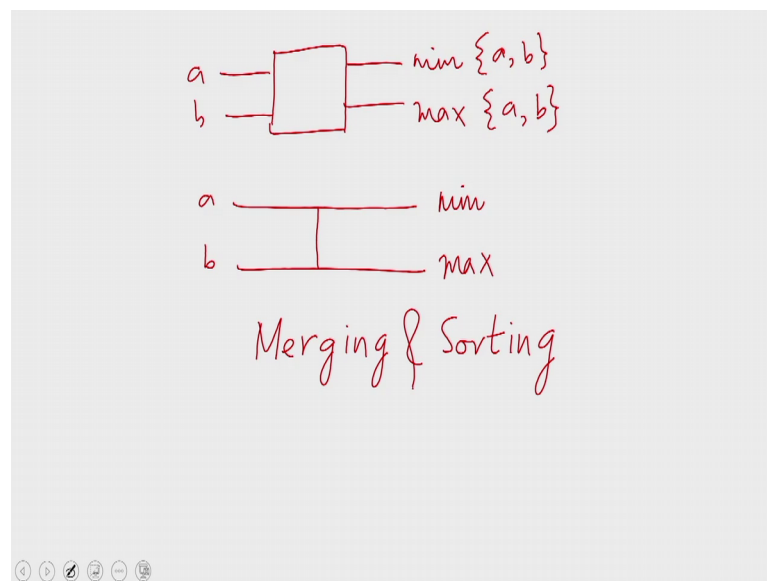 a min {a, b}
b max {a, b}
a min
b max
Merging & Sorting